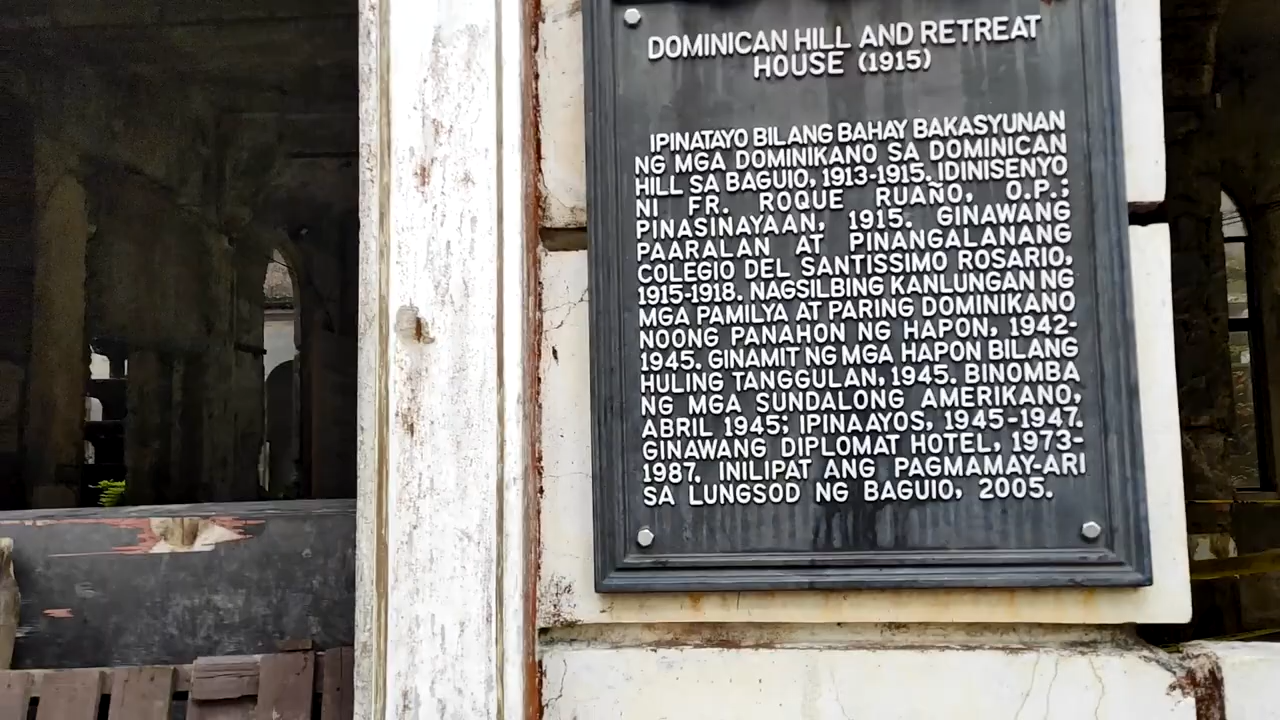 DOMINICAN HILL AND RETREAT
HOUSE (1915)
IPINATAYO BILANG BAHAY BAKASYUNAN
NG MGA DOMINIKANO SA DOMINICAN
HILL SA BAGUIO, 1913-1915. IDINISENYO
NI FR. ROQUE RUAÑO, O.P.;
PINASINAYAAN, 1915. GINAWANG
PAARALAN AT PINANGALANANG
COLEGIO DEL SANTISSIMO ROSARIO,
1915-1918. NAGSILBING KANLUNGAN NG
MGA PAMILYA AT PARING DOMINIKANO
NOONG PANAHON NG HAPON, 1942-
1945. GINAMIT NG MGA HAPON BILANG
HULING TANGGULAN, 1945. BINOMBA
NG MGA SUNDALONG AMERIKANO,
ABRIL 1945; IPINAAYOS, 1945-1947.
GINAWANG DIPLOMAT HOTEL, 1973-
1987. INILIPAT ANG PAGMAMAY-ARI
SA LUNGSOD NG BAGUIO, 2005.